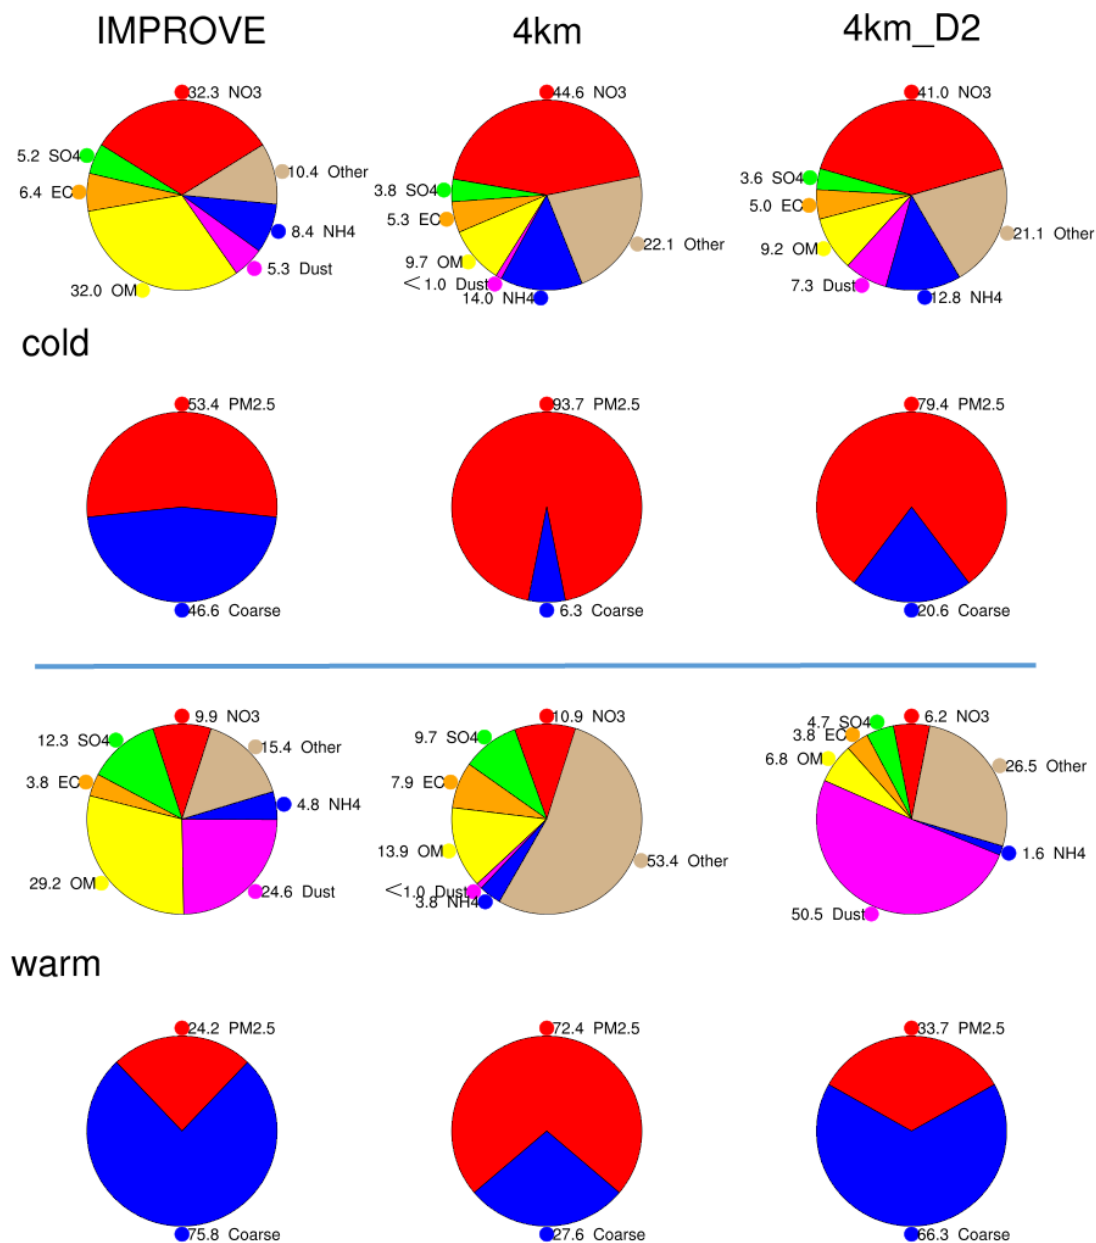 IMPROVE 4km 4km_D2
32.3 NO3
5.2 SO4
6.4 EC
32.0 OM
5.3 Dust
8.4 NH4
10.4 Other
44.6 NO3
3.8 SO4
5.3 EC
9.7 OM
<1.0 Dust
14.0 NH4
22.1 Other
41.0 NO3
3.6 SO4
5.0 EC
9.2 OM
7.3 Dust
12.8 NH4
21.1 Other
cold
53.4 PM2.5
46.6 Coarse
93.7 PM2.5
6.3 Coarse
79.4 PM2.5
20.6 Coarse
9.9 NO3
12.3 SO4
3.8 EC
29.2 OM
24.6 Dust
4.8 NH4
15.4 Other
10.9 NO3
9.7 SO4
7.9 EC
13.9 OM
<1.0 Dust
3.8 NH4
53.4 Other
6.2 NO3
4.7 SO4
3.8 EC
6.8 OM
50.5 Dust
1.6 NH4
26.5 Other
warm
24.2 PM2.5
75.8 Coarse
72.4 PM2.5
27.6 Coarse
33.7 PM2.5
66.3 Coarse